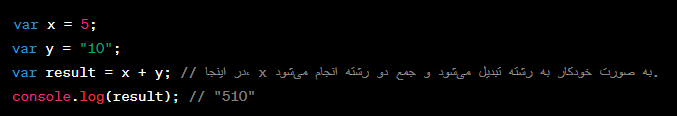 var x = 5;
var y = "10";
var result = x + y; // در اینجا، x به صورت خودکار به رشته تبدیل می‌شود و جمع دو رشته انجام می‌شود.
console.log(result); // "510"